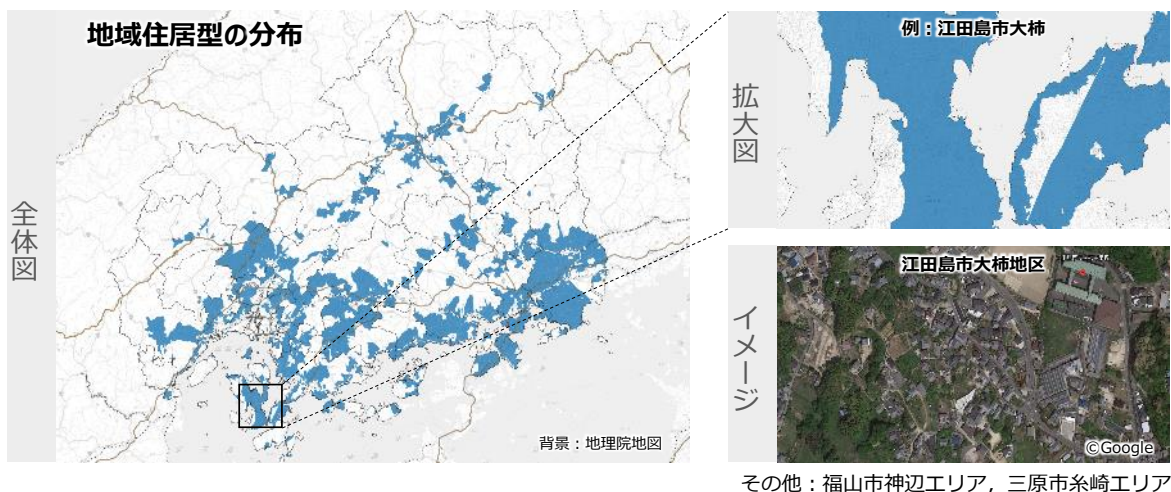 地域住居型の分布
全体図
背景：地理院地図
拡大図
例：江田島市大柿
イメージ
江田島市大柿地区
©Google
その他：福山市神辺エリア，三原市糸崎エリア